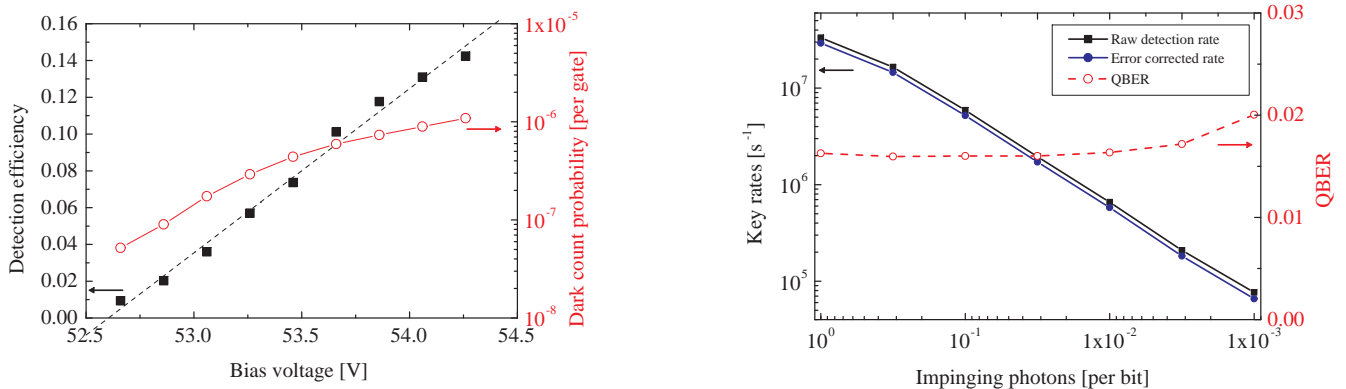 0.16
0.14
0.12
0.10
0.08
0.06
0.04
0.02
0.00
Detection efficiency
52.5
53.0
53.5
54.0
54.5
Bias voltage [V]
1x10⁻⁵
10⁻⁶
10⁻⁷
10⁻⁸
Dark count probability [per gate]
Raw detection rate
Error corrected rate
QBER
10⁷
10⁶
10⁵
Key rates [s⁻¹]
10⁰
10⁻¹
1x10⁻²
1x10⁻³
Impinging photons [per bit]
0.03
0.02
0.01
0.00
QBER